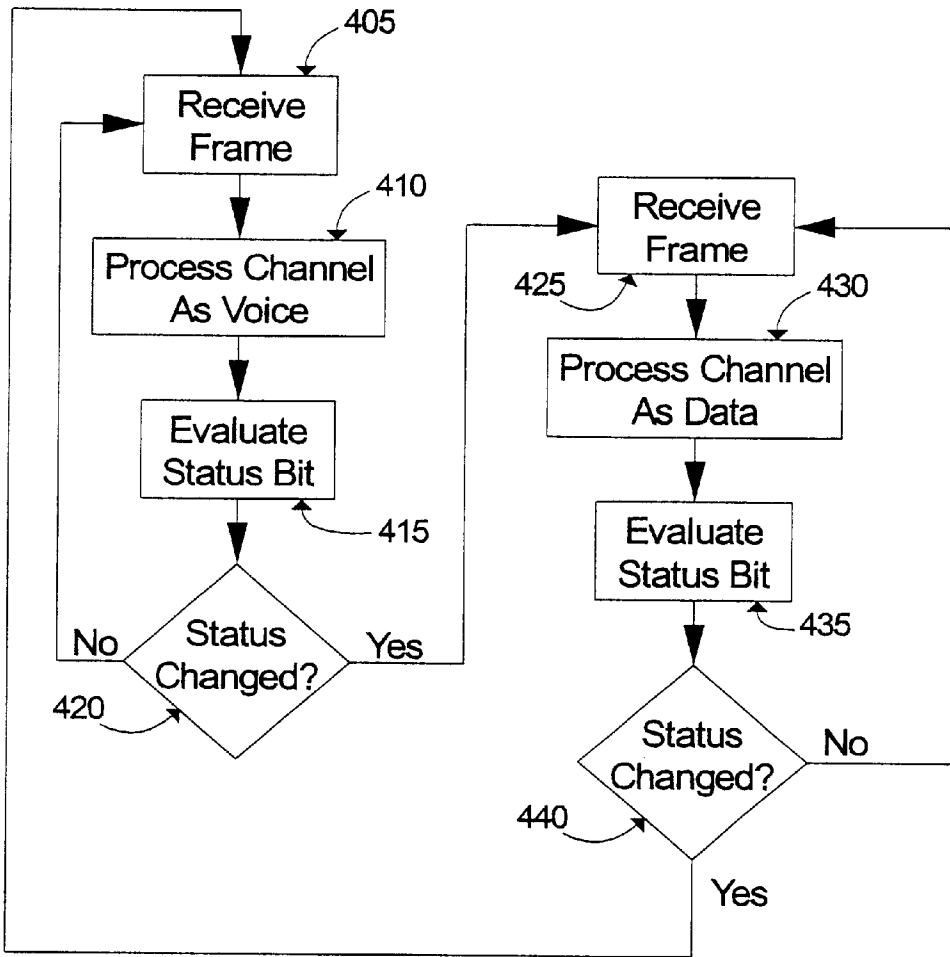 405
Receive
Frame
410
Process Channel
As Voice
Evaluate
Status Bit
415
Status
Changed?
No
Yes
420
Receive
Frame
425
430
Process Channel
As Data
Evaluate
Status Bit
435
Status
Changed?
No
440
Yes